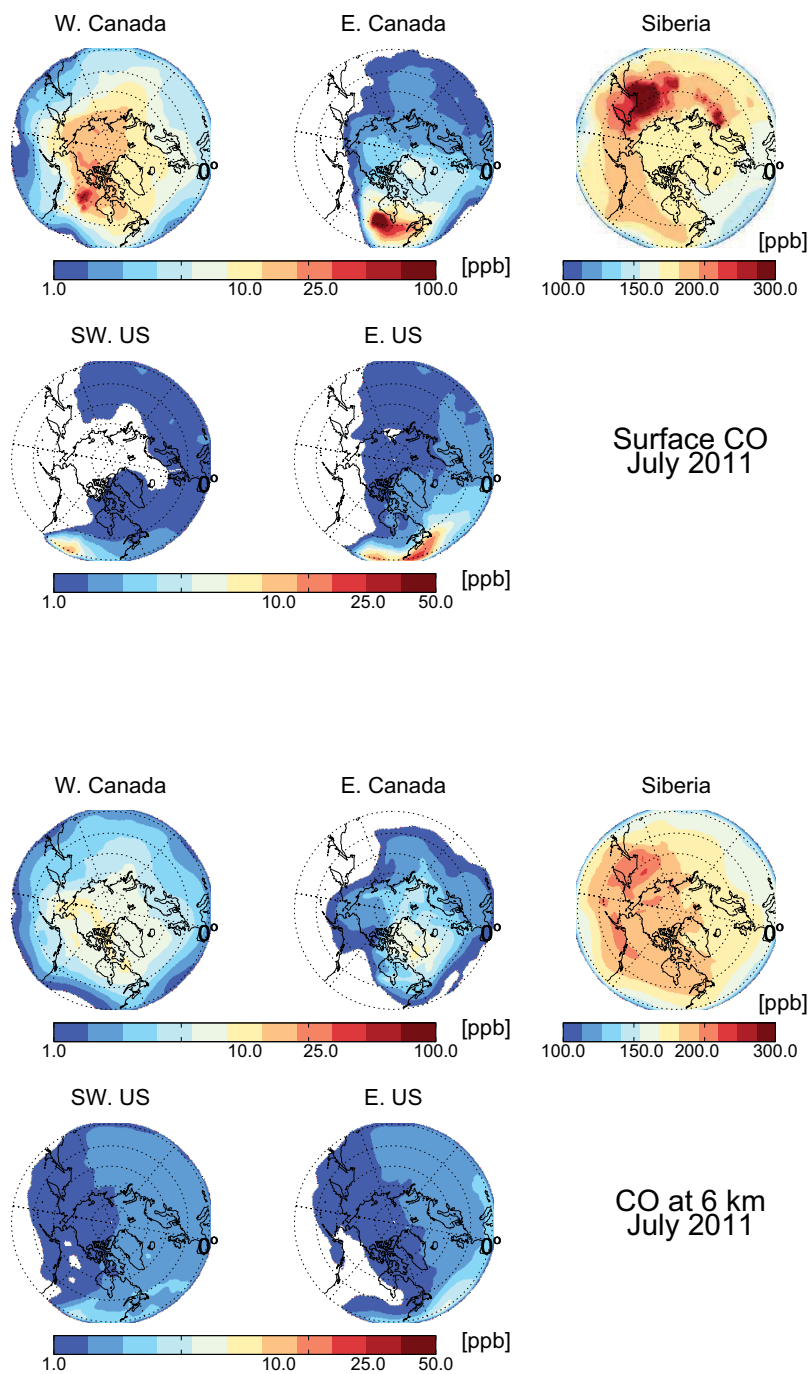 W. Canada
E. Canada
Siberia
0°
0°
[ppb]
1.0 10.0 25.0 100.0 [ppb]
100.0 150.0 200.0 300.0
SW. US
E. US
0°
0°
Surface CO
July 2011
1.0 10.0 25.0 50.0 [ppb]
W. Canada
E. Canada
Siberia
0°
0°
[ppb]
1.0 10.0 25.0 100.0 [ppb]
100.0 150.0 200.0 300.0
SW. US
E. US
0°
0°
CO at 6 km
July 2011
1.0 10.0 25.0 50.0 [ppb]